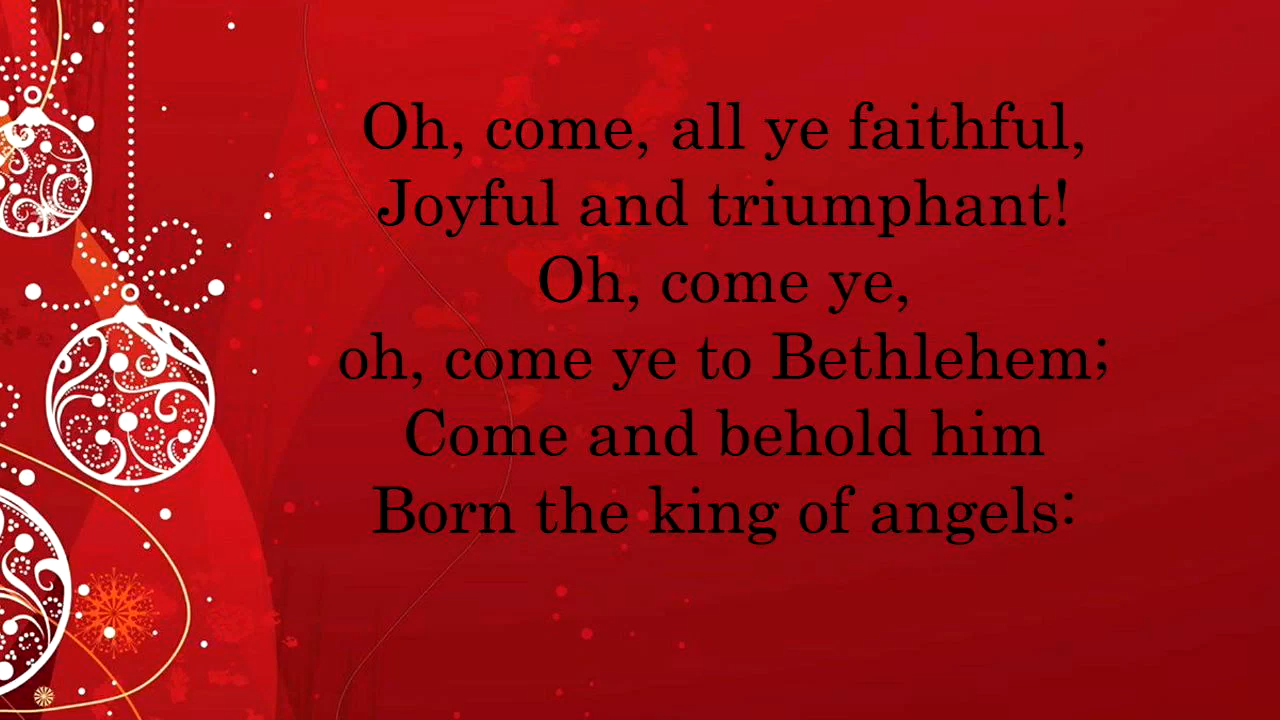 Oh, come, all ye faithful,
Joyful and triumphant!
Oh, come ye,
oh, come ye to Bethlehem;
Come and behold him
Born the king of angels: